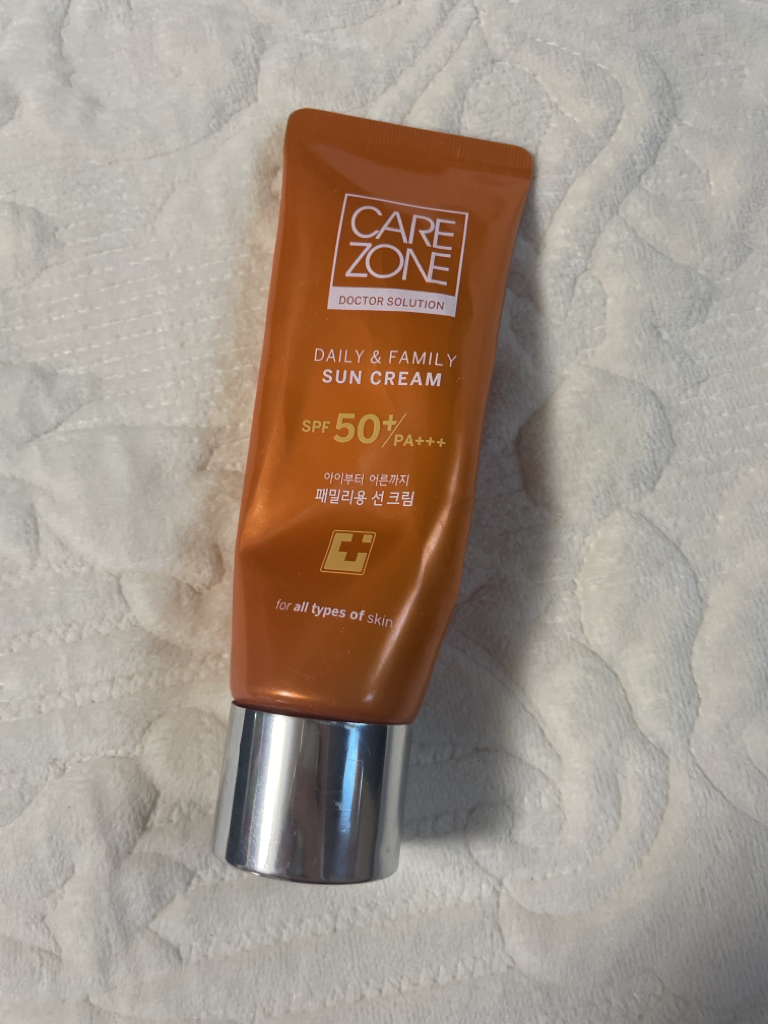 CARE
ZONE
DOCTOR SOLUTION
DAILY & FAMILY
SUN CREAM
SPF 50+/PA+++
아이부터 어른까지
패밀리용 선 크림
for all types of skin